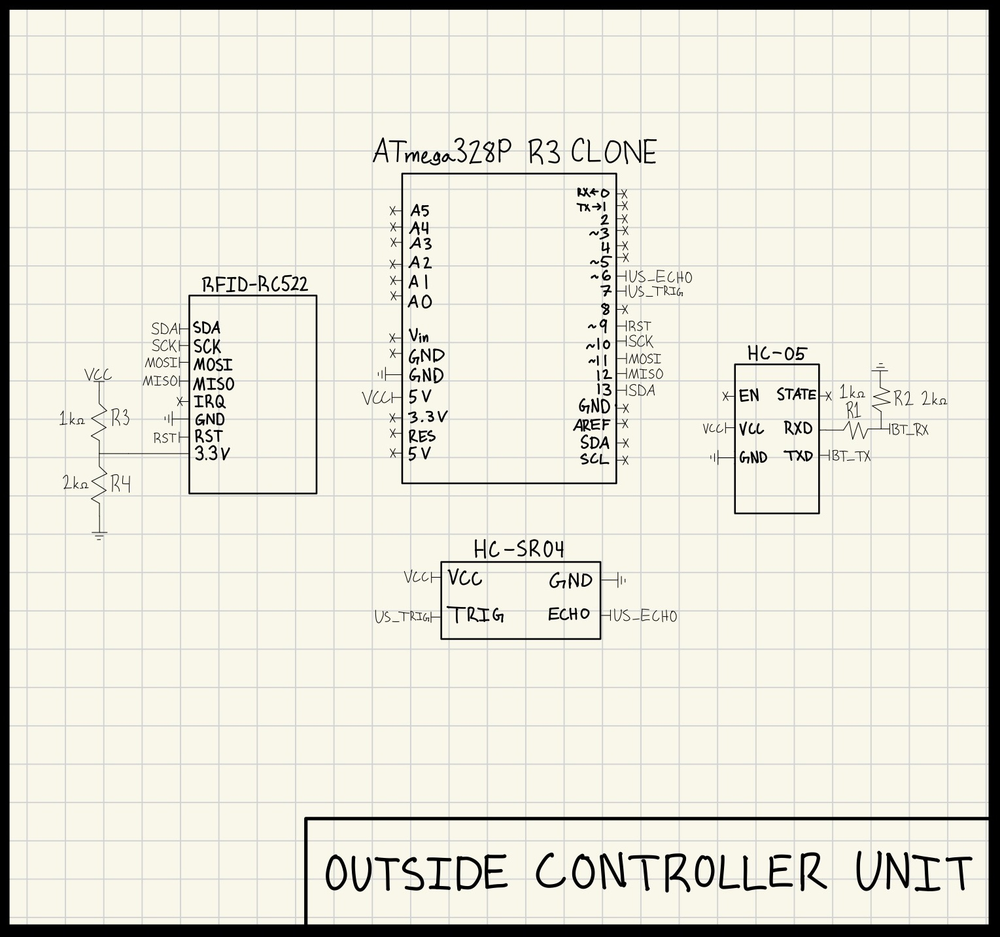 ATmega328P R3 CLONE
A5
A4
A3
A2
A1
A0
Vin
GND
GND
VCC 5V
3.3V
RES
5V
RX←0
TX→1
2
~3
4
~5
~6 US_ECHO
7 US_TRIG
8
~9 RST
~10 SCK
~11 MOSI
12 MISO
13 SDA
GND
AREF
SDA
SCL
RFID-RC522
SDA SDA
SCK SCK
MOSI MOSI
MISO MISO
IRQ
GND
RST RST
3.3V
VCC
1kΩ R3
2kΩ R4
HC-05
EN STATE
VCC VCC RXD
GND TXD
1kΩ
R1
R2 2kΩ
BT_RX
BT_TX
HC-SR04
VCC VCC GND
US_TRIG TRIG ECHO US_ECHO
OUTSIDE CONTROLLER UNIT